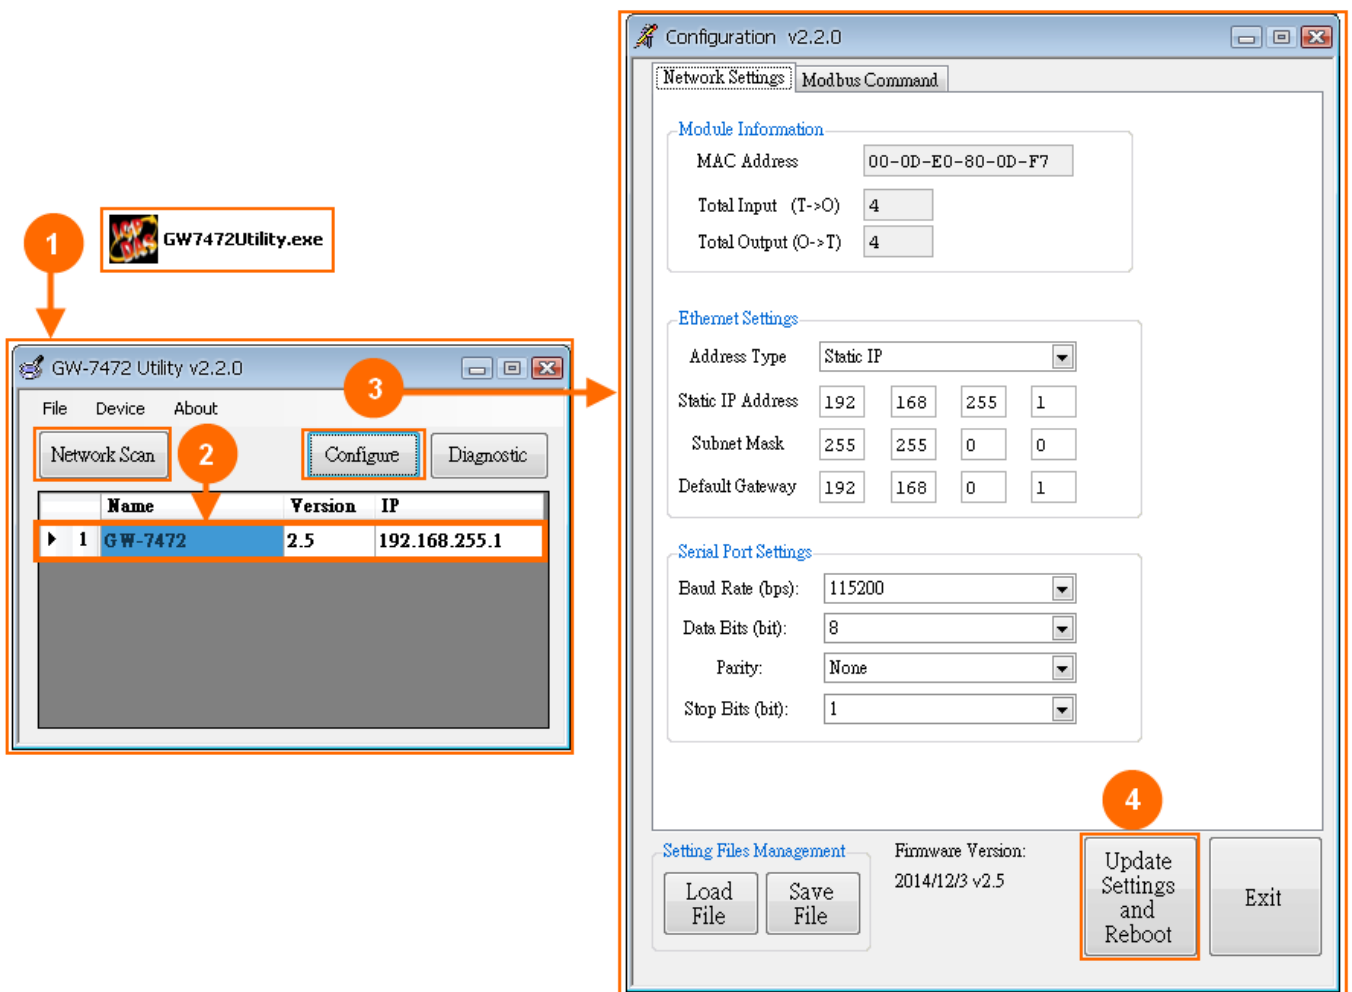 1
GW7472Utility.exe
GW-7472 Utility v2.2.0
3
File Device About
Network Scan
2
Configure
Diagnostic
Name Version IP
1 GW-7472 2.5 192.168.255.1
Configuration v2.2.0
Network Settings Modbus Command
Module Information
MAC Address 00-0D-E0-80-0D-F7
Total Input (T->O) 4
Total Output (O->T) 4
Ethernet Settings
Address Type Static IP
Static IP Address 192 168 255 1
Subnet Mask 255 255 0 0
Default Gateway 192 168 0 1
Serial Port Settings
Baud Rate (bps): 115200
Data Bits (bit): 8
Parity: None
Stop Bits (bit): 1
4
Setting Files Management
Load
File
Save
File
Firmware Version:
2014/12/3 v2.5
Update
Settings
and
Reboot
Exit